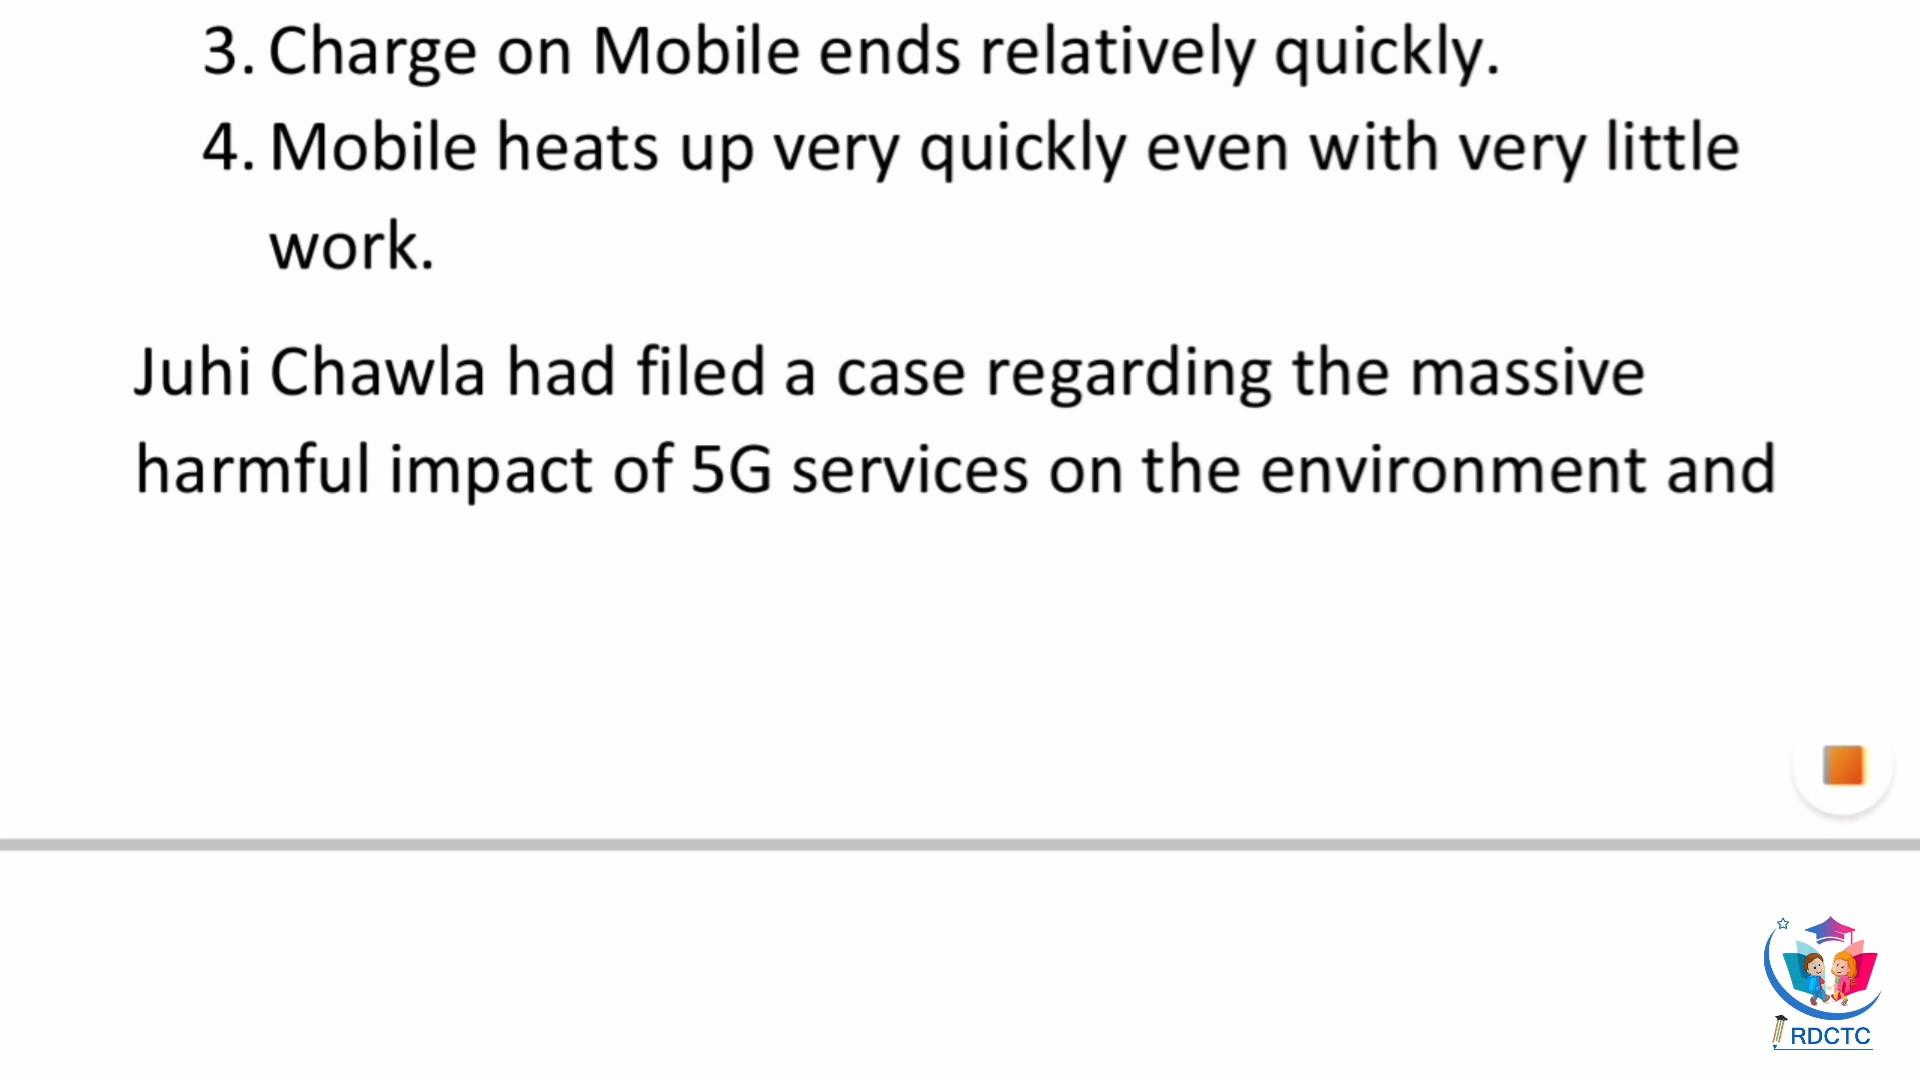 3. Charge on Mobile ends relatively quickly.
4. Mobile heats up very quickly even with very little
work.
Juhi Chawla had filed a case regarding the massive
harmful impact of 5G services on the environment and
RDCTC